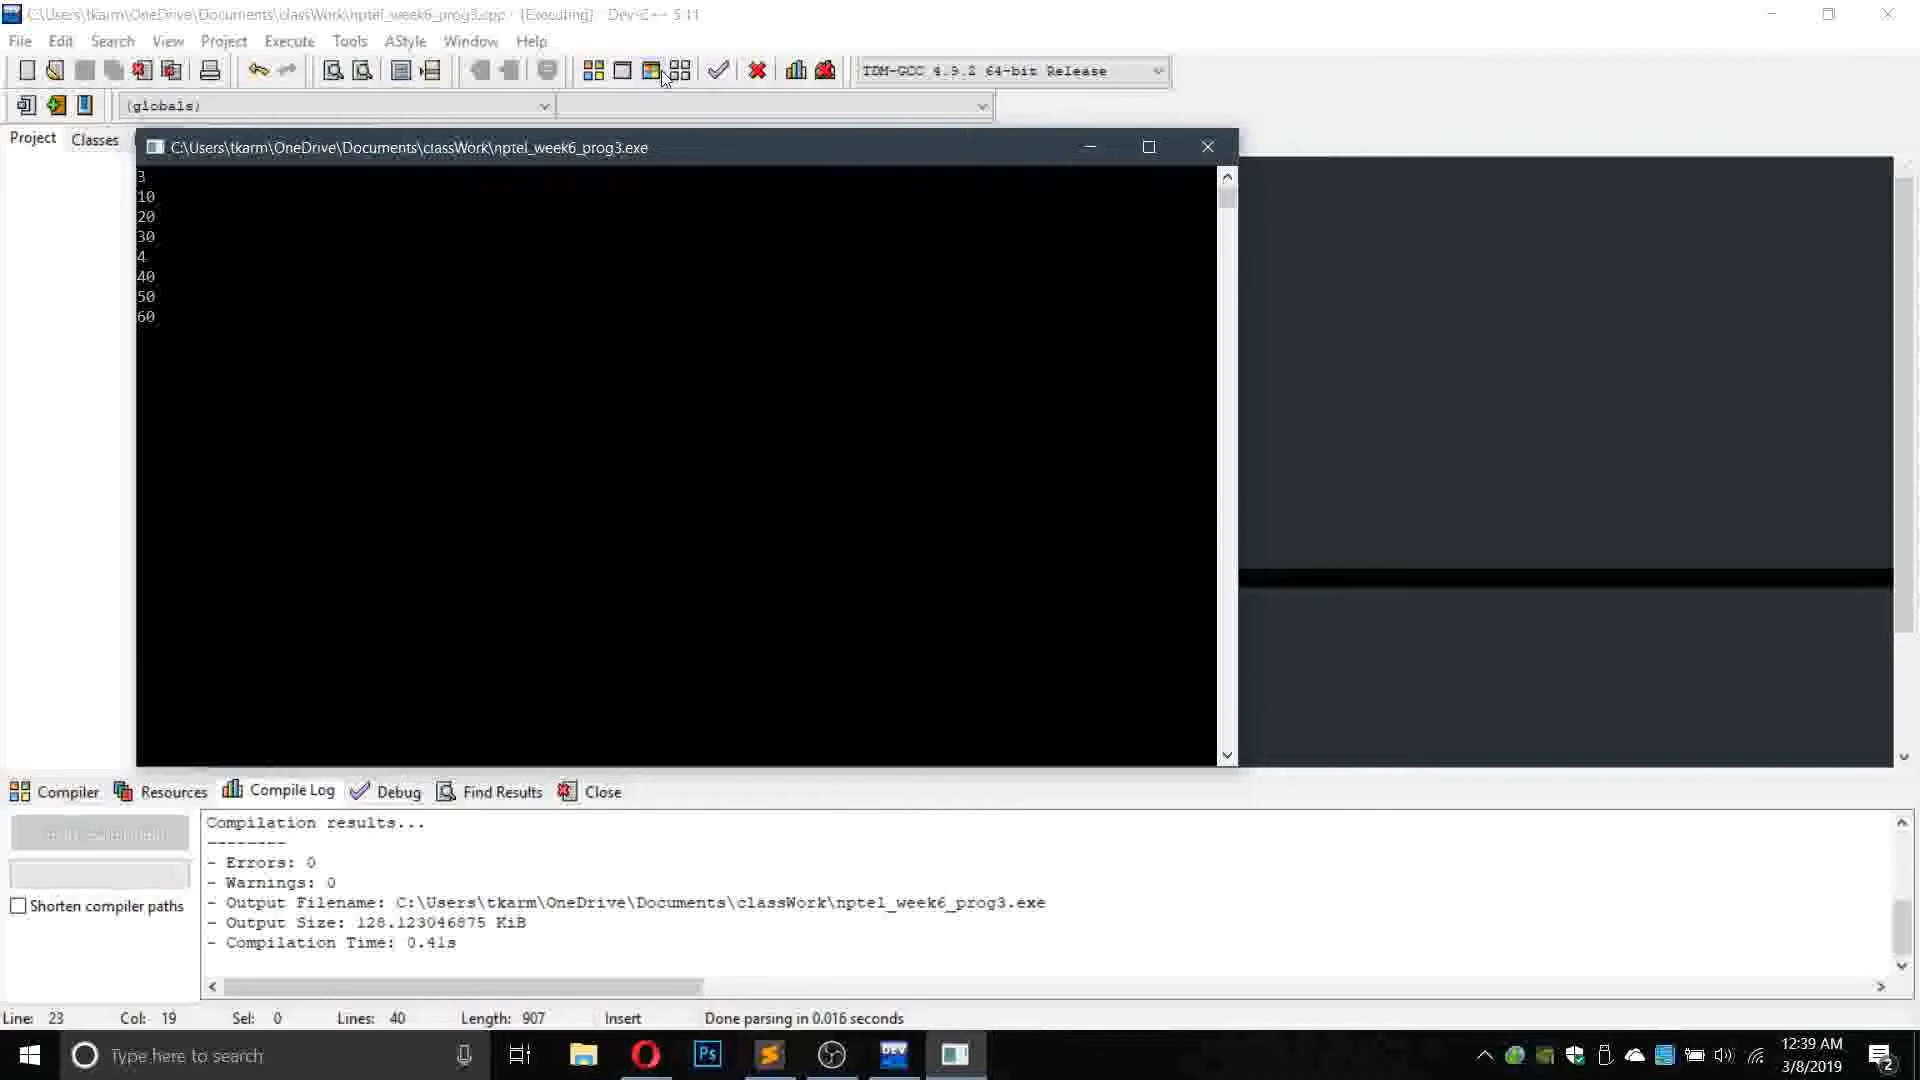 C:\Users\tkarm\OneDrive\Documents\classWork\nptel_week6_prog3.cpp - [Executing] - Dev-C++ 5.11
File Edit Search View Project Execute Tools AStyle Window Help
TDM-GCC 4.9.2 64-bit Release
(globals)
Project Classes
C:\Users\tkarm\OneDrive\Documents\classWork\nptel_week6_prog3.exe
3
10
20
30
4
40
50
60
Compiler Resources Compile Log Debug Find Results Close
Compilation results...
--------
- Errors: 0
- Warnings: 0
- Output Filename: C:\Users\tkarm\OneDrive\Documents\classWork\nptel_week6_prog3.exe
- Output Size: 128.123046875 KiB
- Compilation Time: 0.41s
Shorten compiler paths
Line: 23 Col: 19 Sel: 0 Lines: 40 Length: 907 Insert Done parsing in 0.016 seconds
Type here to search
Ps
DEV
12:39 AM
3/8/2019
2